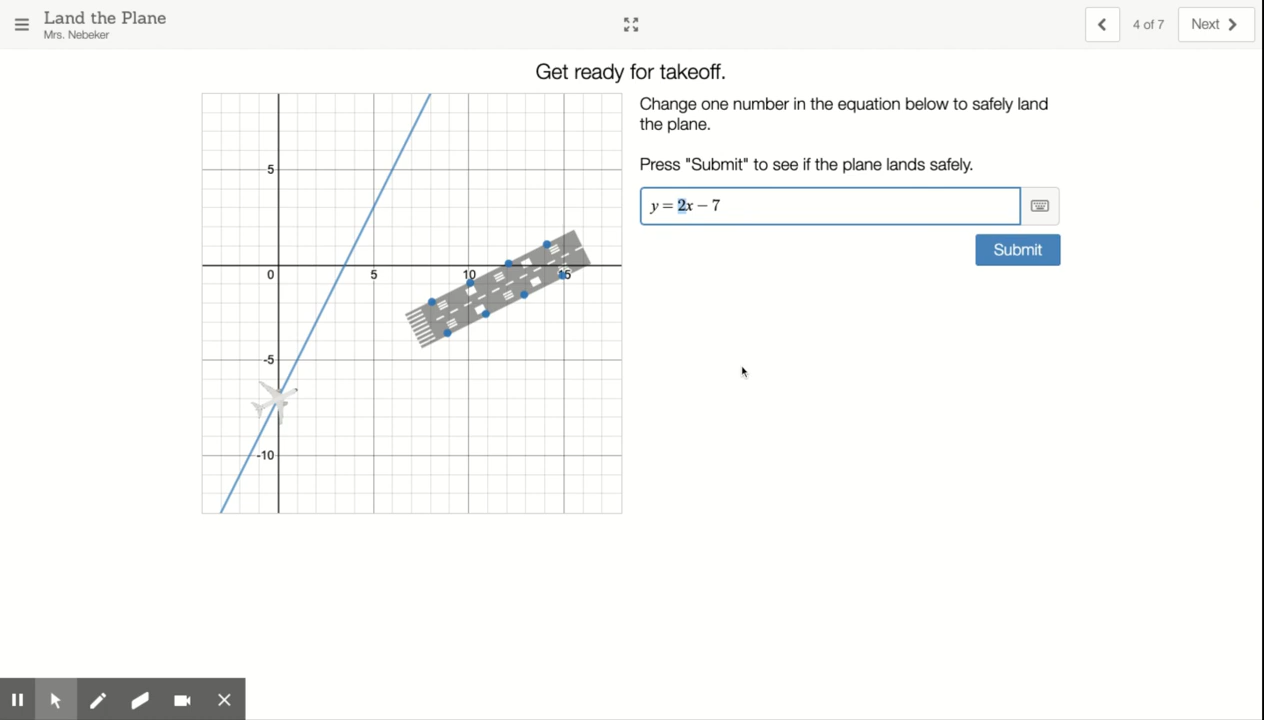 Land the Plane
Mrs. Nebeker
4 of 7
Next
Get ready for takeoff.
Change one number in the equation below to safely land
the plane.
Press "Submit" to see if the plane lands safely.
y = 2x − 7
Submit
5
0
5
10
15
-5
-10